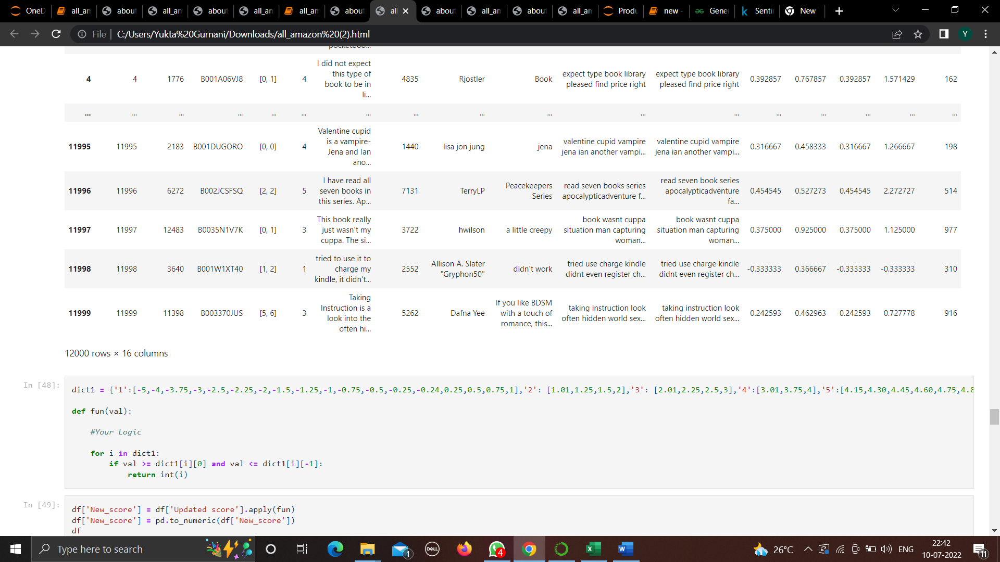 OneD all_am about all_am about all_am all_am about all about all_am about all_am Produ new - Gene Senti New
File C:/Users/Yukta%20Gurnani/Downloads/all_amazon%20(2).html Y
4 4 1776 B001A06VJ8 [0, 1] 4 I did not expect this type of book to be in li... 4835 Rjostler Book expect type book library pleased find price right expect type book library pleased find price right 0.392857 0.767857 0.392857 1.571429 162
... ... ... ... ... ... ... ... ... ... ... ... ... ... ... ... ...
11995 11995 2183 B001DUGORO [0, 0] 4 Valentine cupid is a vampire- Jena and Ian ano... 1440 lisa jon jung jena valentine cupid vampire jena ian another vampi... valentine cupid vampire jena ian another vampi... 0.316667 0.458333 0.316667 1.266667 198
11996 11996 6272 B002JCSFSQ [2, 2] 5 I have read all seven books in this series. Ap... 7131 TerryLP Peacekeepers Series read seven books series apocalypticadventure f... read seven book series apocalypticadventure fa... 0.454545 0.527273 0.454545 2.272727 514
11997 11997 12483 B0035N1V7K [0, 1] 3 This book really just wasn't my cuppa. The si... 3722 hwilson a little creepy book wasnt cuppa situation man capturing woman... book wasnt cuppa situation man capturing woman... 0.375000 0.925000 0.375000 1.125000 977
11998 11998 3640 B001W1XT40 [1, 2] 1 tried to use it to charge my kindle, it didn't... 2552 Allison A. Slater "Gryphon50" didn't work tried use charge kindle didnt even register ch... tried use charge kindle didnt even register ch... -0.333333 0.366667 -0.333333 -0.333333 310
11999 11999 11398 B003370JUS [5, 6] 3 Taking Instruction is a look into the often hi... 5262 Dafna Yee If you like BDSM with a touch of romance, this... taking instruction look often hidden world sex... taking instruction look often hidden world sex... 0.242593 0.462963 0.242593 0.727778 916
12000 rows × 16 columns
In [48]:
dict1 = {'1':[-5,-4,-3.75,-3,-2.5,-2.25,-2,-1.5,-1.25,-1,-0.75,-0.5,-0.25,-0.24,0.25,0.5,0.75,1],'2': [1.01,1.25,1.5,2],'3': [2.01,2.25,2.5,3],'4':[3.01,3.75,4],'5':[4.15,4.30,4.45,4.60,4.75,4.8
def fun(val):
#Your Logic
for i in dict1:
if val >= dict1[i][0] and val <= dict1[i][-1]:
return int(i)
In [49]:
df['New_score'] = df['Updated score'].apply(fun)
df['New_score'] = pd.to_numeric(df['New_score'])
df
Type here to search 1 DELL 4 26°C ENG 22:42 10-07-2022 11